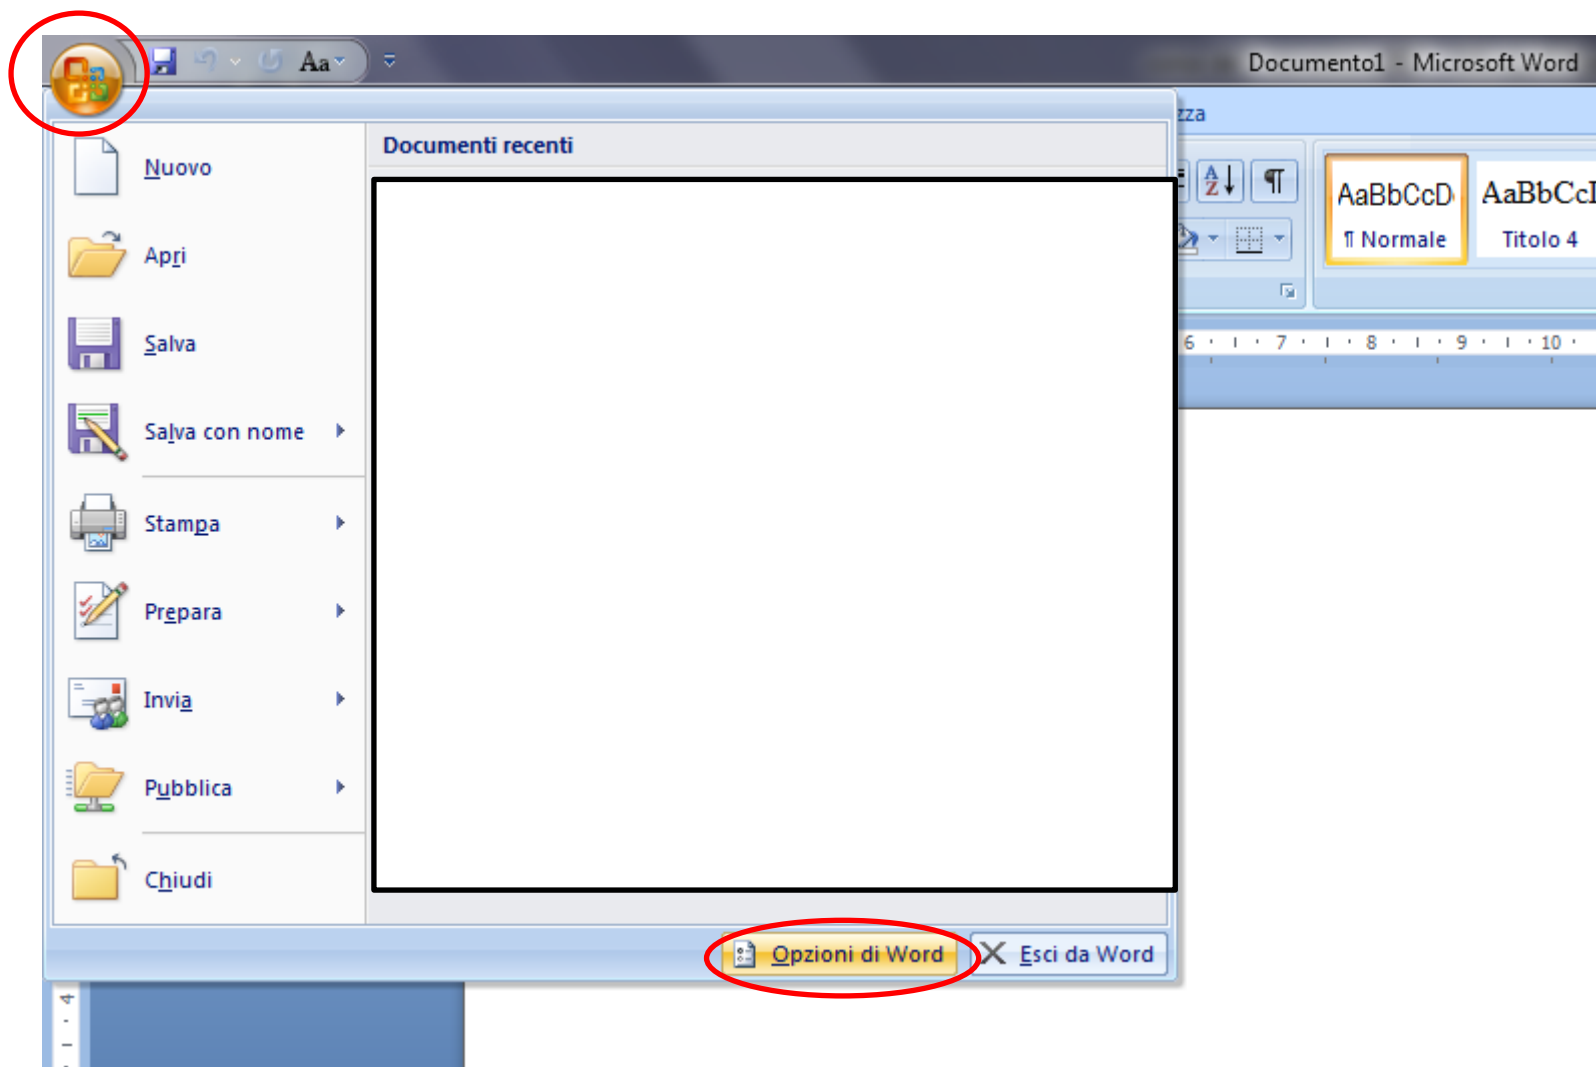 Aa
Documento1 - Microsoft Word
zza
Documenti recenti
Nuovo
Apri
Salva
Salva con nome
Stampa
Prepara
Invia
Pubblica
Chiudi
A
Z
¶
AaBbCcD
AaBbCcI
¶ Normale
Titolo 4
6 · ı · 7 · ı · 8 · ı · 9 · ı · 10 ·
Opzioni di Word
Esci da Word
4